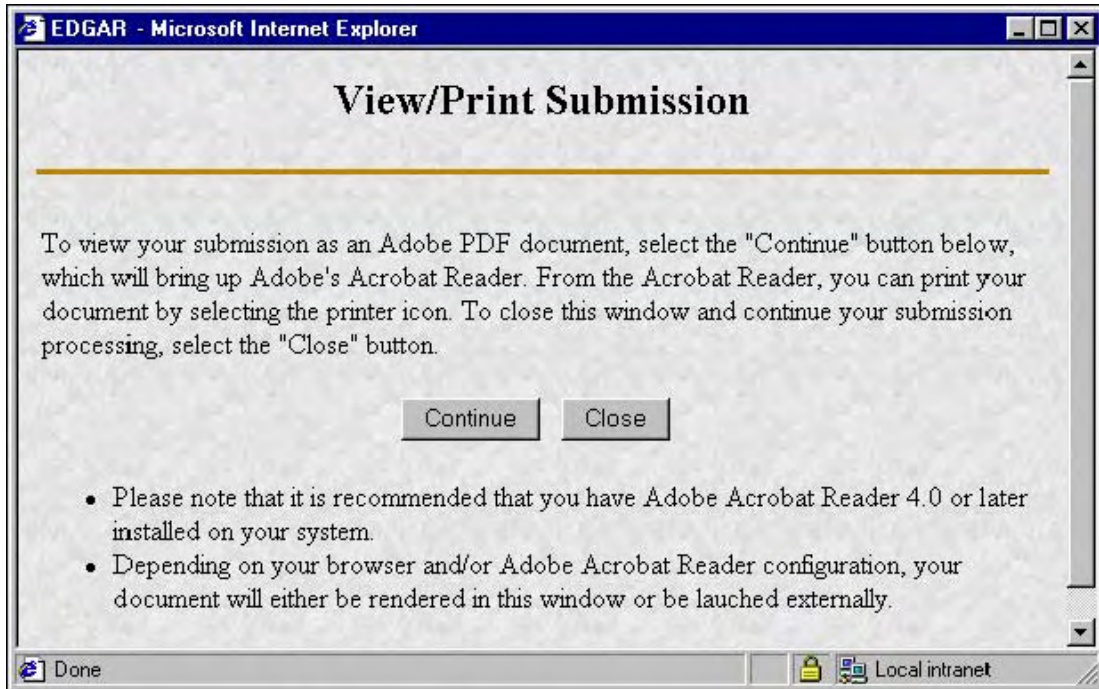 EDGAR - Microsoft Internet Explorer
View/Print Submission
To view your submission as an Adobe PDF document, select the "Continue" button below,
which will bring up Adobe's Acrobat Reader. From the Acrobat Reader, you can print your
document by selecting the printer icon. To close this window and continue your submission
processing, select the "Close" button.
Continue Close
• Please note that it is recommended that you have Adobe Acrobat Reader 4.0 or later
installed on your system.
• Depending on your browser and/or Adobe Acrobat Reader configuration, your
document will either be rendered in this window or be lauched externally.
Done Local intranet